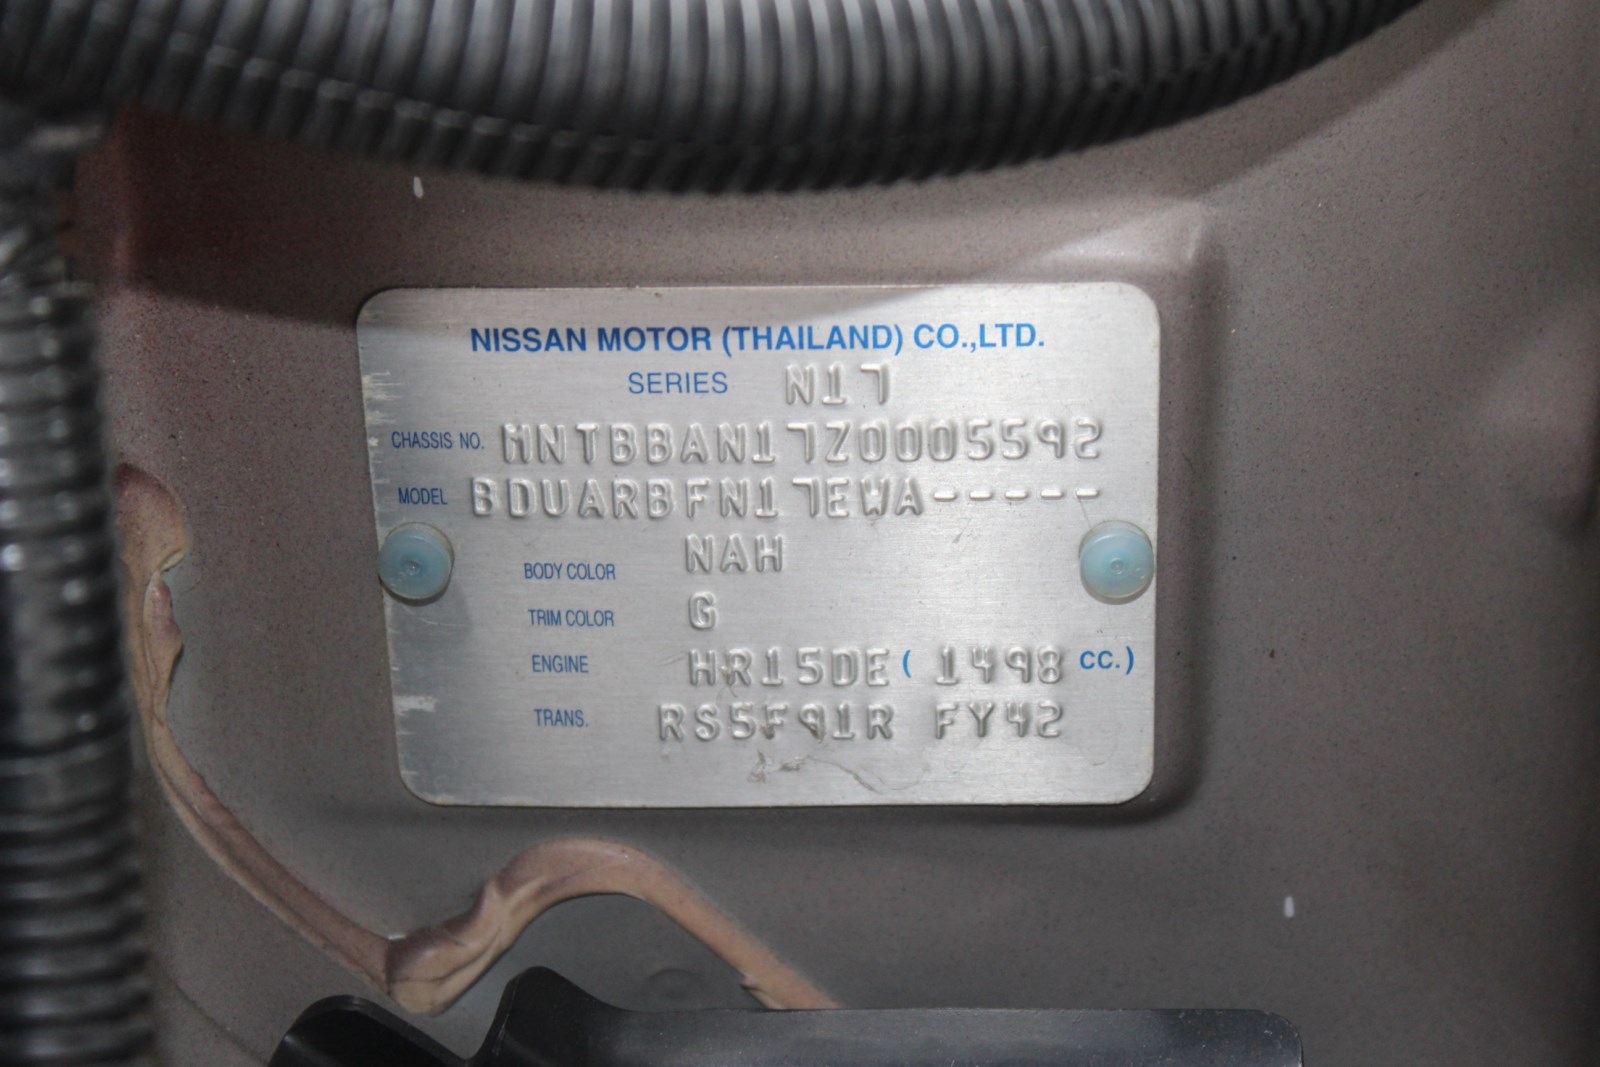 NISSAN MOTOR (THAILAND) CO.,LTD.
SERIES N17
CHASSIS NO. MNTBBAN17Z0005592
MODEL BDUARBFN17EWA-----
BODY COLOR NAH
TRIM COLOR G
ENGINE HR15DE ( 1498 CC.)
TRANS. RS5F91R FY42